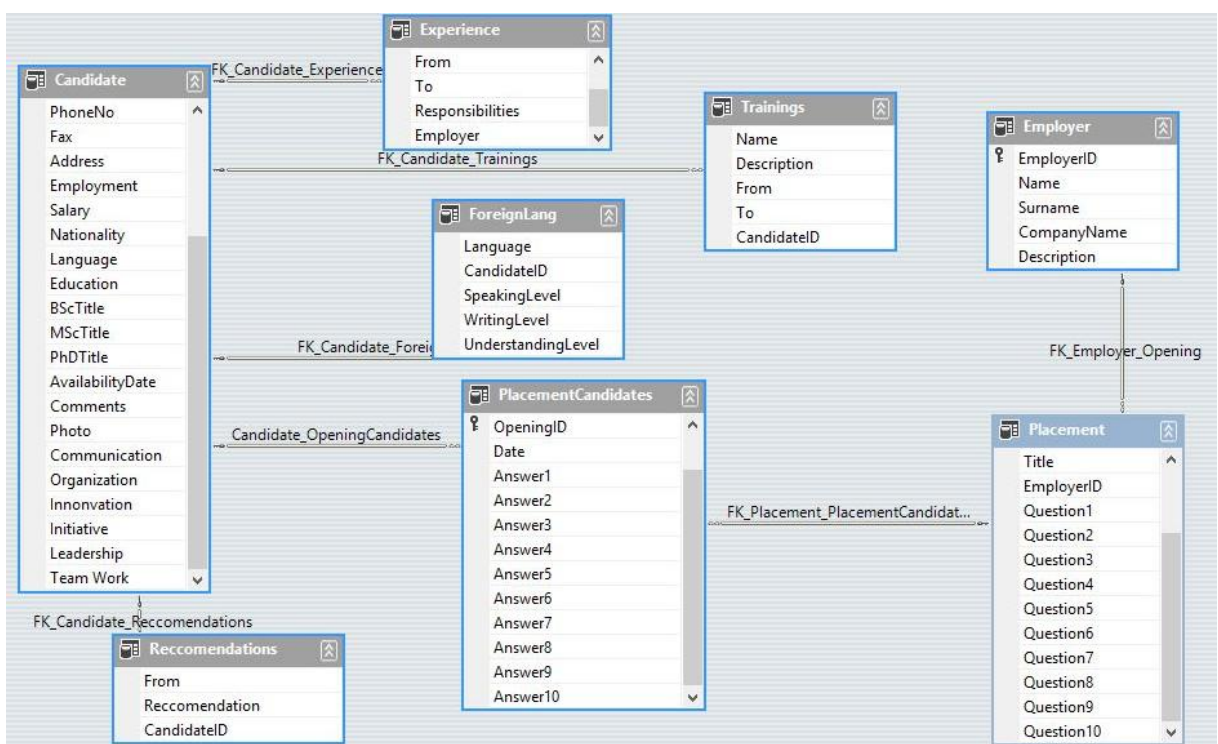 Experience
From
To
Responsibilities
Employer
FK_Candidate_Experience
Candidate
PhoneNo
Fax
Address
Employment
Salary
Nationality
Language
Education
BScTitle
MScTitle
PhDTitle
AvailabilityDate
Comments
Photo
Communication
Organization
Innonvation
Initiative
Leadership
Team Work
FK_Candidate_Trainings
Trainings
Name
Description
From
To
CandidateID
Employer
EmployerID
Name
Surname
CompanyName
Description
ForeignLang
Language
CandidateID
SpeakingLevel
WritingLevel
UnderstandingLevel
FK_Candidate_Forei
FK_Employer_Opening
PlacementCandidates
OpeningID
Date
Answer1
Answer2
Answer3
Answer4
Answer5
Answer6
Answer7
Answer8
Answer9
Answer10
Candidate_OpeningCandidates
FK_Placement_PlacementCandidat...
Placement
Title
EmployerID
Question1
Question2
Question3
Question4
Question5
Question6
Question7
Question8
Question9
Question10
FK_Candidate_Reccomendations
Reccomendations
From
Reccomendation
CandidateID